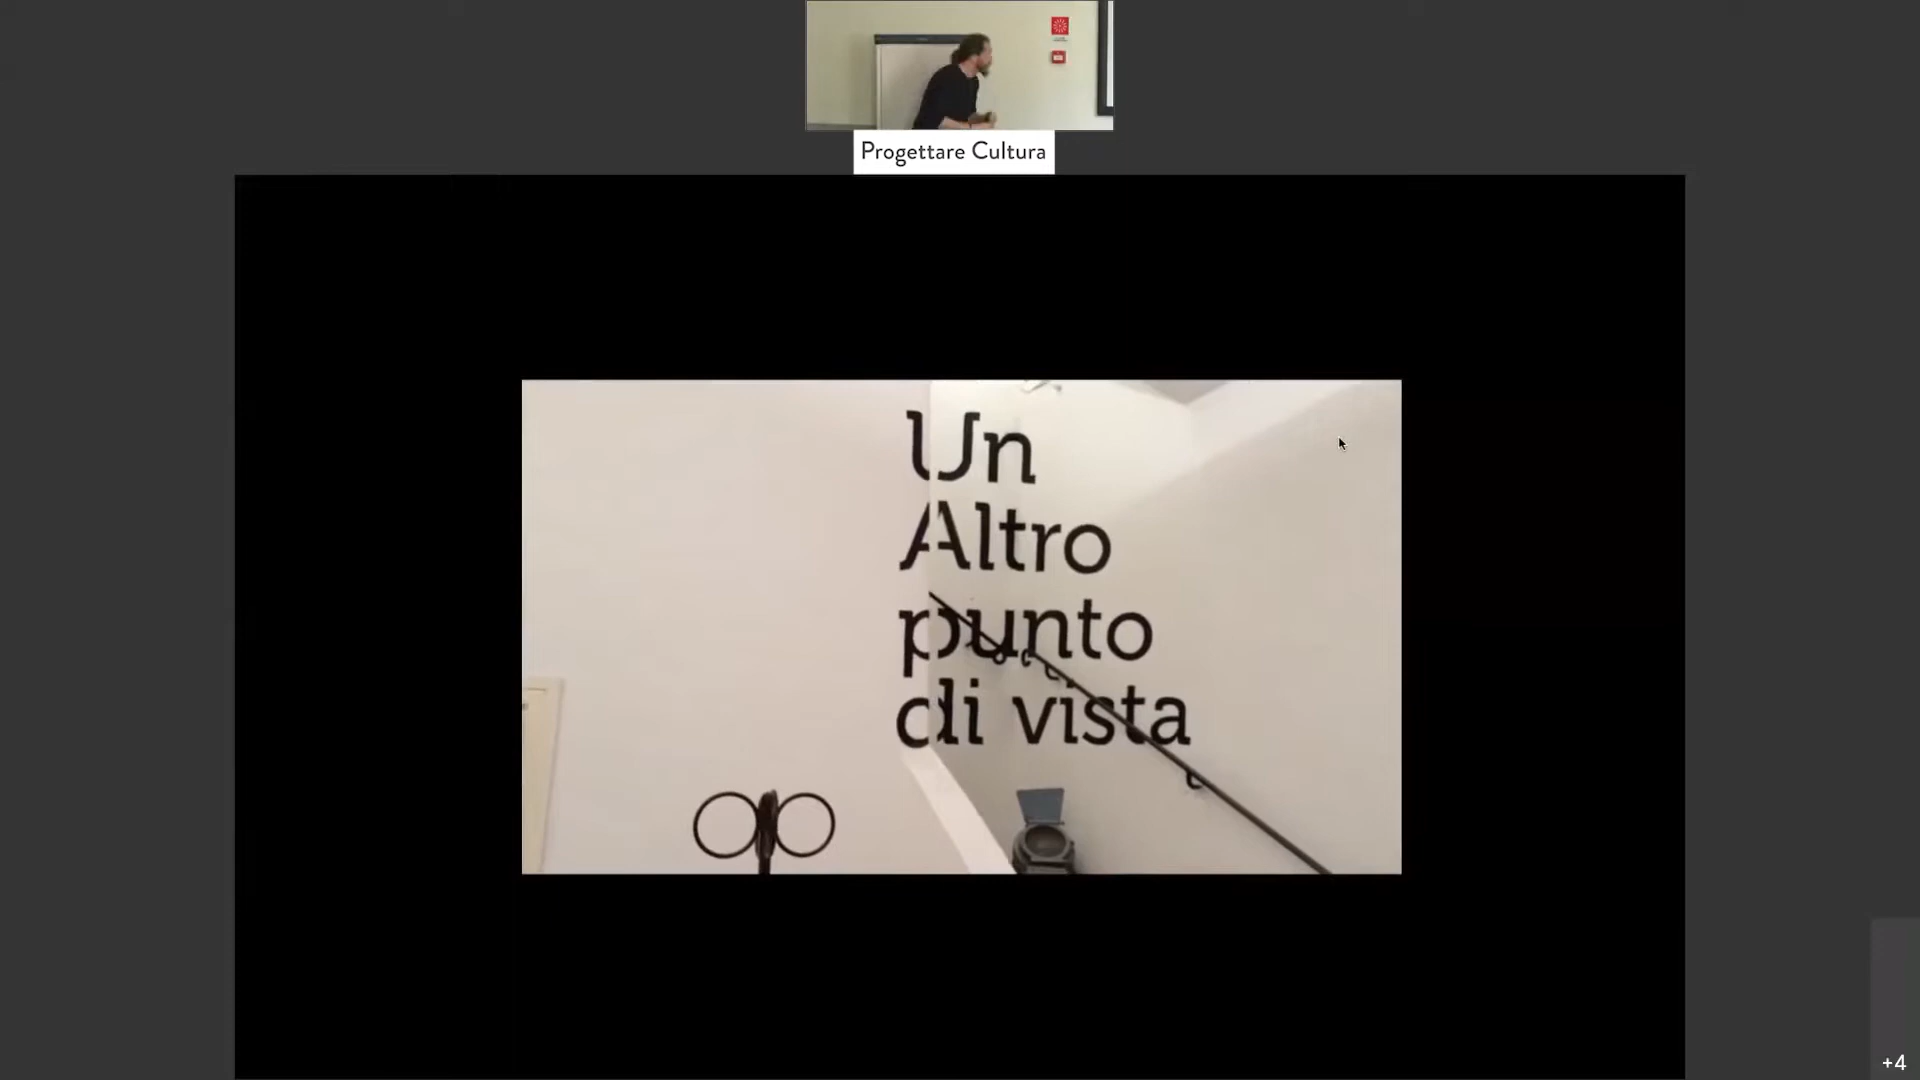 Progettare Cultura
Un
Altro
punto
di vista
+4